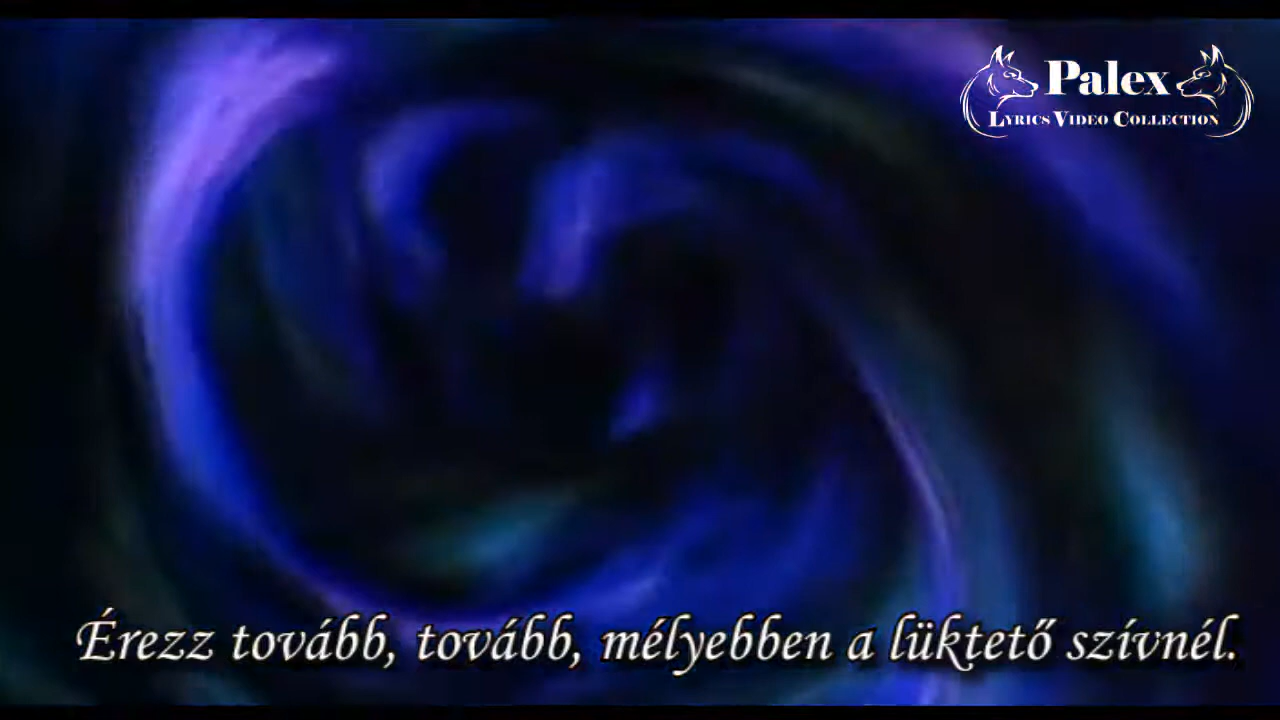 Palex
Lyrics Video Collection
Érezz tovább, tovább, mélyebben a lüktető szívnél.